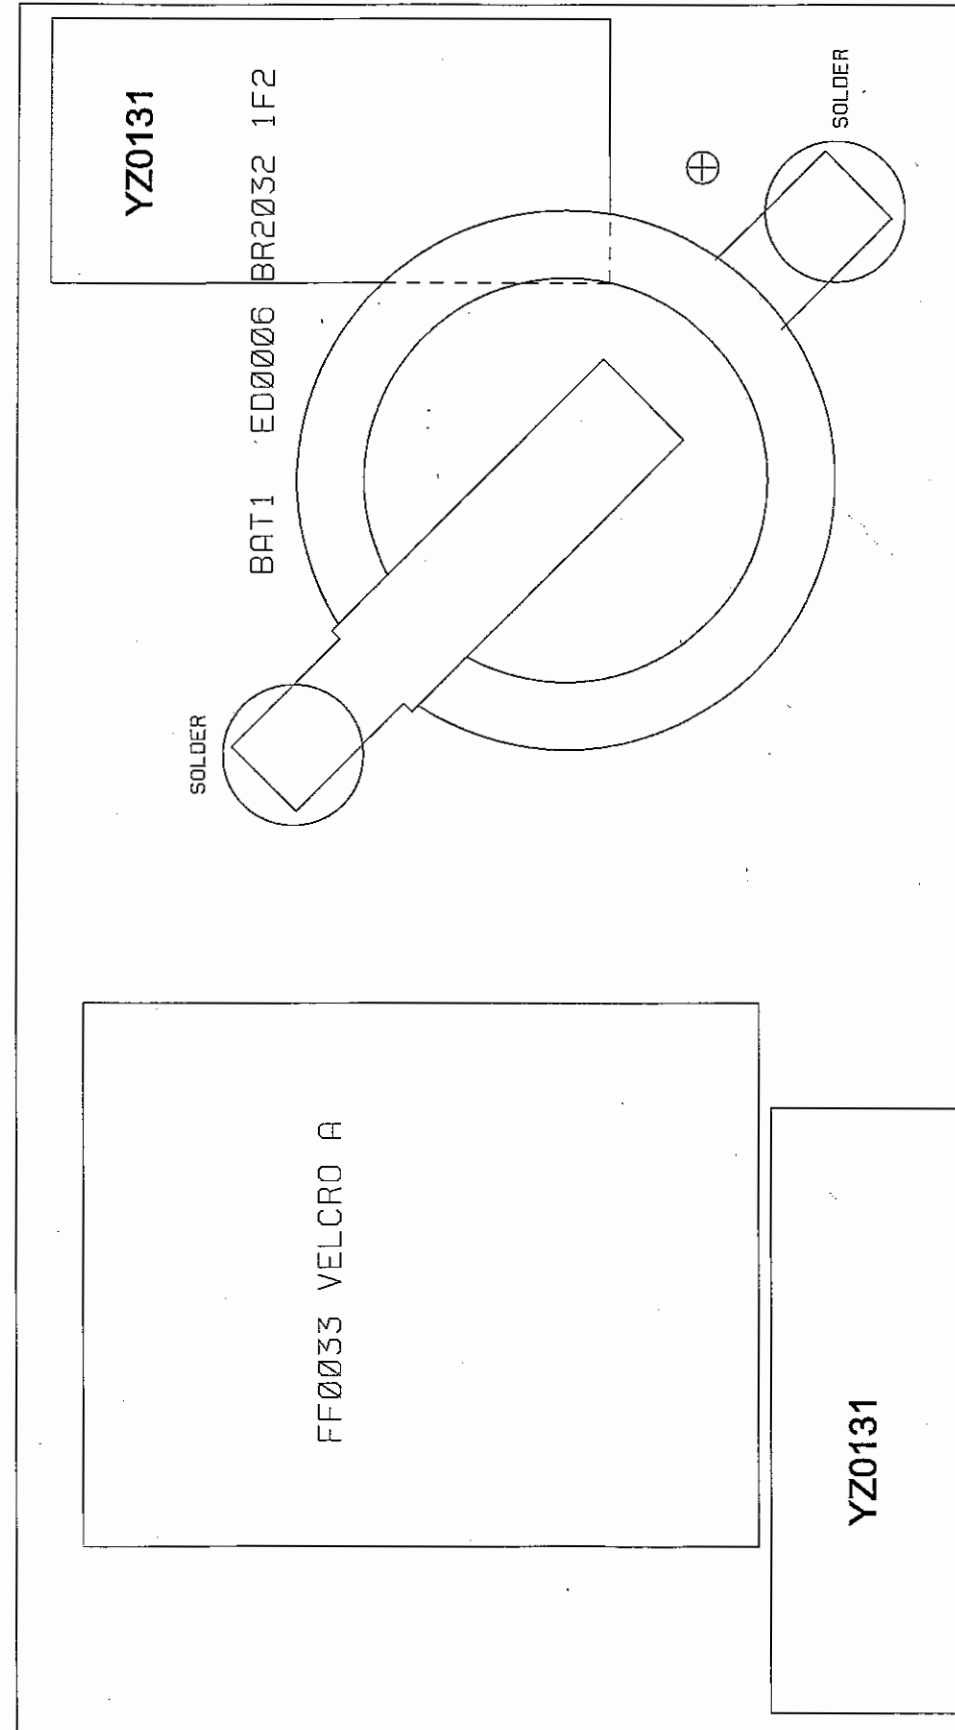 YZ0131
BAT1 ED0006 BR2032 1F2
SOLDER
SOLDER
FF0033 VELCRO A
YZ0131